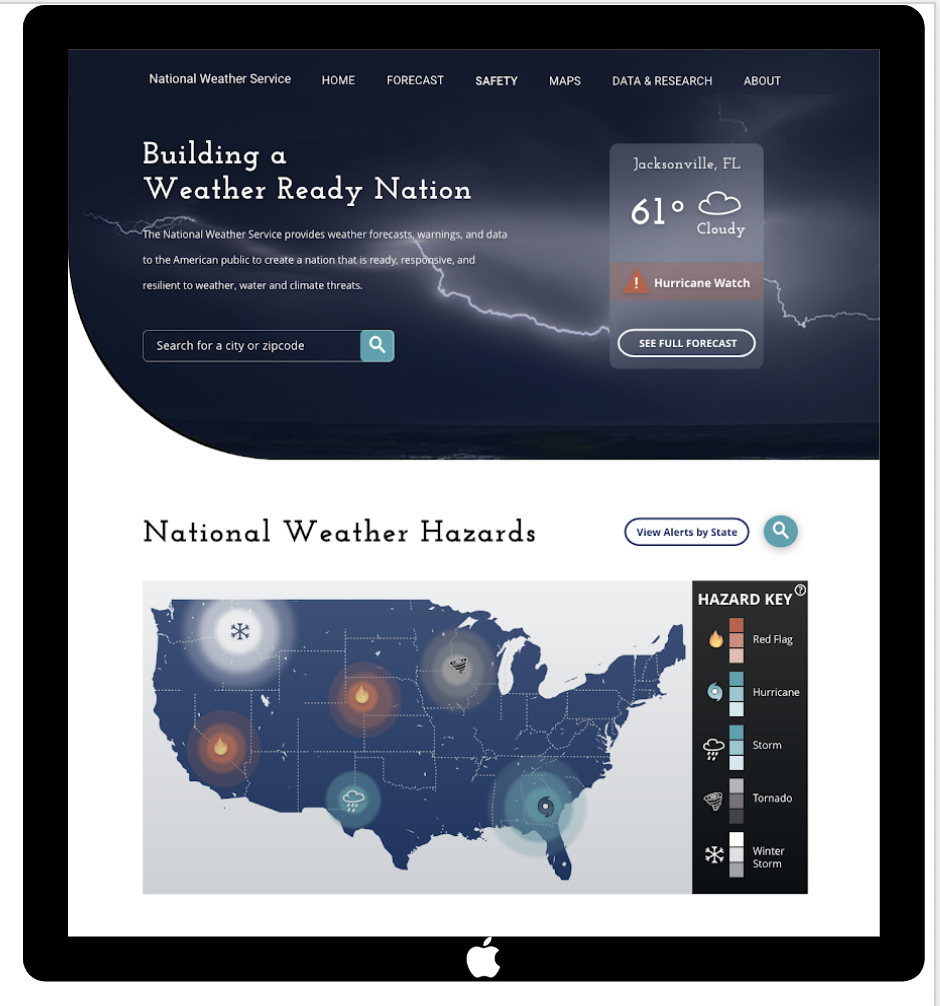 National Weather Service HOME FORECAST SAFETY MAPS DATA & RESEARCH ABOUT
Building a
Weather Ready Nation
The National Weather Service provides weather forecasts, warnings, and data
to the American public to create a nation that is ready, responsive, and
resilient to weather, water and climate threats.
Search for a city or zipcode
Jacksonville, FL
61°
Cloudy
! Hurricane Watch
SEE FULL FORECAST
National Weather Hazards
View Alerts by State
HAZARD KEY ?
Red Flag
Hurricane
Storm
Tornado
Winter
Storm